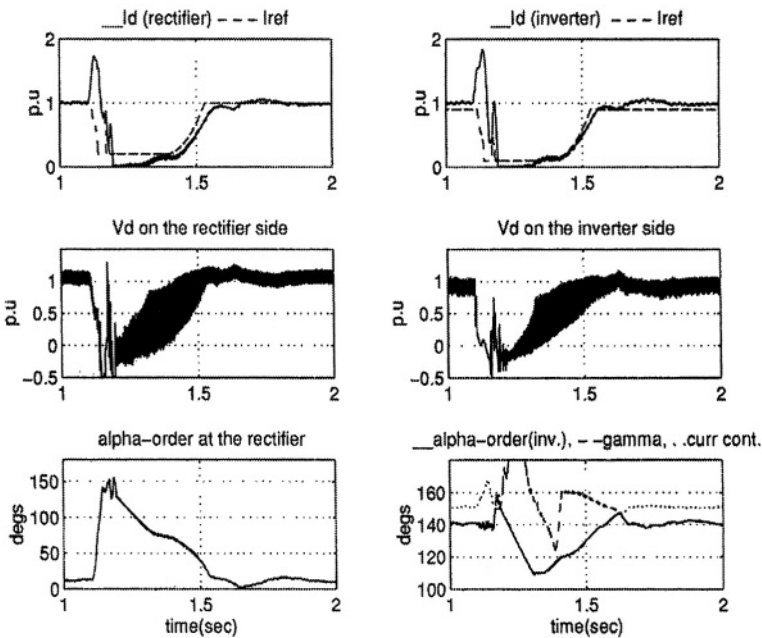 __Id (rectifier) - - - Iref
__Id (inverter) - - - Iref
2
1
0
p.u
1
1.5
2
2
1
0
p.u
1
1.5
2
Vd on the rectifier side
Vd on the inverter side
1
0.5
0
-0.5
p.u
1
1.5
2
1
0.5
0
-0.5
p.u
1
1.5
2
alpha-order at the rectifier
__alpha-order(inv.), - -gamma, . .curr cont.
150
100
50
0
degs
1
1.5
2
time(sec)
160
140
120
100
degs
1
1.5
2
time(sec)